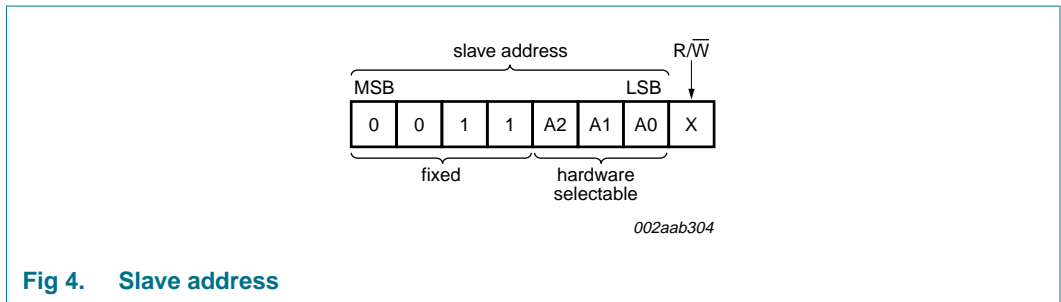 slave address R/W̅
MSB LSB
0 0 1 1 A2 A1 A0 X
fixed hardware
selectable
002aab304
Fig 4. Slave address